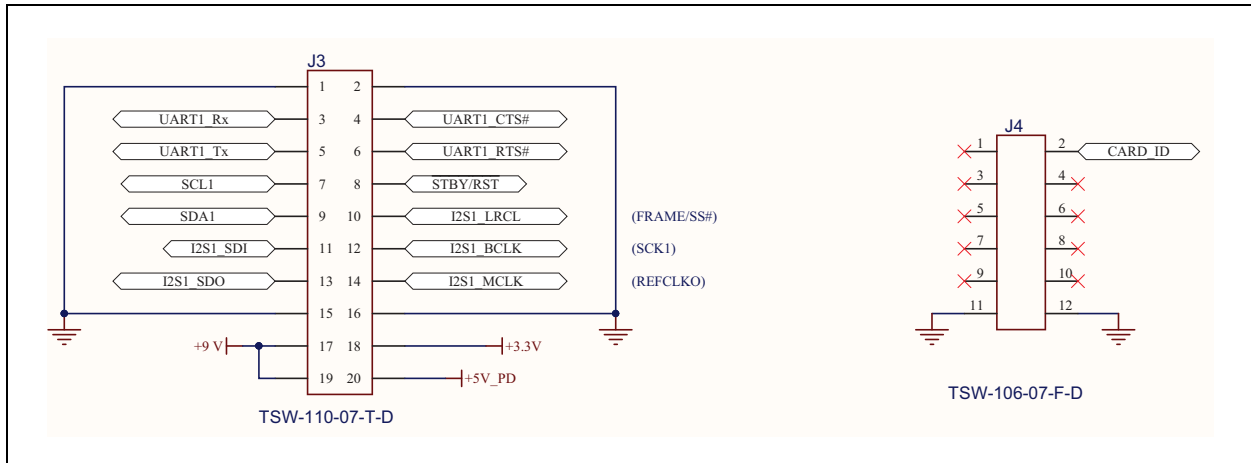 J3
1 2
UART1_Rx 3 4 UART1_CTS#
UART1_Tx 5 6 UART1_RTS#
SCL1 7 8 STBY/RST
SDA1 9 10 I2S1_LRCL (FRAME/SS#)
I2S1_SDI 11 12 I2S1_BCLK (SCK1)
I2S1_SDO 13 14 I2S1_MCLK (REFCLKO)
15 16
+9 V 17 18 +3.3V
19 20 +5V_PD
TSW-110-07-T-D
J4
1 2 CARD_ID
3 4
5 6
7 8
9 10
11 12
TSW-106-07-F-D